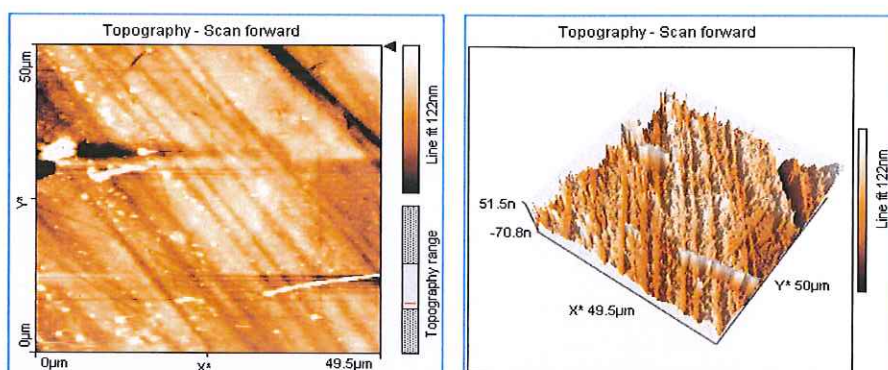 Topography - Scan forward
50µm
Y*
0µm
0µm
X*
49.5µm
Line fit 122nm
Topography range
Topography - Scan forward
51.5n
-70.8n
X* 49.5µm
Y* 50µm
Line fit 122nm